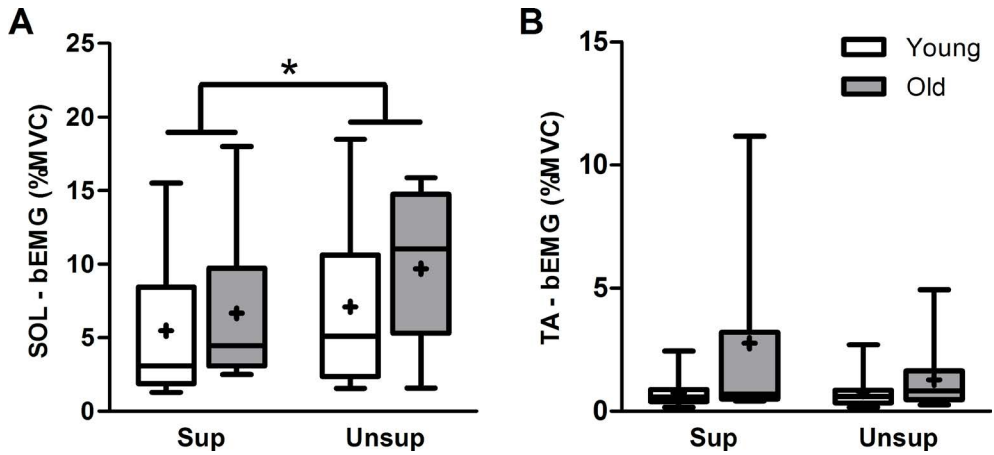 A
SOL - bEMG (%MVC)
25
20
15
10
5
0
*
Sup Unsup
B
TA - bEMG (%MVC)
15
10
5
0
Young
Old
Sup Unsup